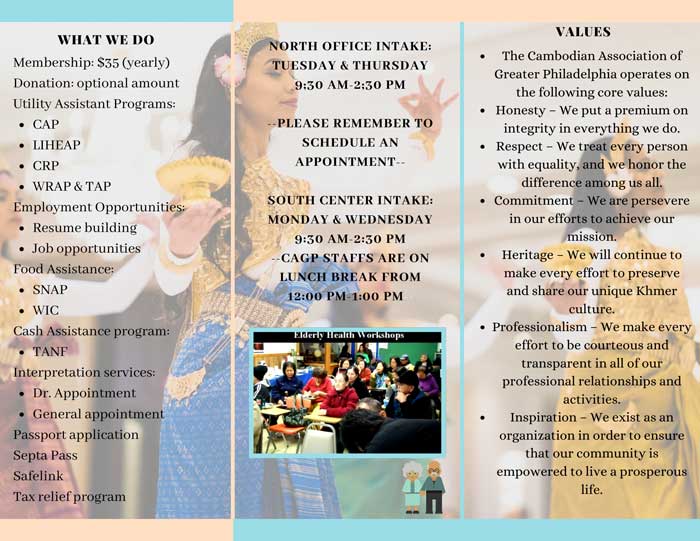 WHAT WE DO
Membership: $35 (yearly)
Donation: optional amount
Utility Assistant Programs:
• CAP
• LIHEAP
• CRP
• WRAP & TAP
Employment Opportunities:
• Resume building
• Job opportunities
Food Assistance:
• SNAP
• WIC
Cash Assistance program:
• TANF
Interpretation services:
• Dr. Appointment
• General appointment
Passport application
Septa Pass
Safelink
Tax relief program
NORTH OFFICE INTAKE:
TUESDAY & THURSDAY
9:30 AM-2:30 PM
--PLEASE REMEMBER TO
SCHEDULE AN
APPOINTMENT--
SOUTH CENTER INTAKE:
MONDAY & WEDNESDAY
9:30 AM-2:30 PM
--CAGP STAFFS ARE ON
LUNCH BREAK FROM
12:00 PM-1:00 PM--
Elderly Health Workshops
VALUES
• The Cambodian Association of
Greater Philadelphia operates on
the following core values:
• Honesty – We put a premium on
integrity in everything we do.
• Respect – We treat every person
with equality, and we honor the
difference among us all.
• Commitment – We are persevere
in our efforts to achieve our
mission.
• Heritage – We will continue to
make every effort to preserve
and share our unique Khmer
culture.
• Professionalism – We make every
effort to be courteous and
transparent in all of our
professional relationships and
activities.
• Inspiration – We exist as an
organization in order to ensure
that our community is
empowered to live a prosperous
life.